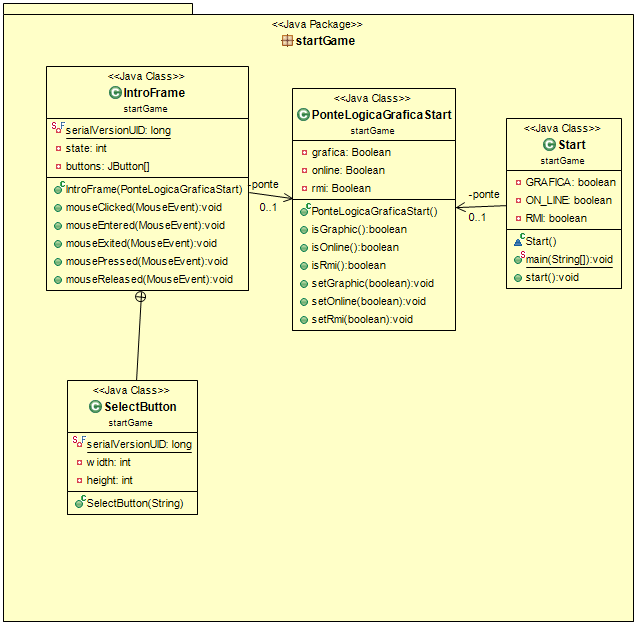 <<Java Package>>
startGame
<<Java Class>>
IntroFrame
startGame
serialVersionUID: long
state: int
buttons: JButton[]
IntroFrame(PonteLogicaGraficaStart)
mouseClicked(MouseEvent):void
mouseEntered(MouseEvent):void
mouseExited(MouseEvent):void
mousePressed(MouseEvent):void
mouseReleased(MouseEvent):void
-ponte
0..1
<<Java Class>>
PonteLogicaGraficaStart
startGame
grafica: Boolean
online: Boolean
rmi: Boolean
PonteLogicaGraficaStart()
isGraphic():boolean
isOnline():boolean
isRmi():boolean
setGraphic(boolean):void
setOnline(boolean):void
setRmi(boolean):void
-ponte
0..1
<<Java Class>>
Start
startGame
GRAFICA: boolean
ON_LINE: boolean
RMI: boolean
Start()
main(String[]):void
start():void
<<Java Class>>
SelectButton
startGame
serialVersionUID: long
width: int
height: int
SelectButton(String)